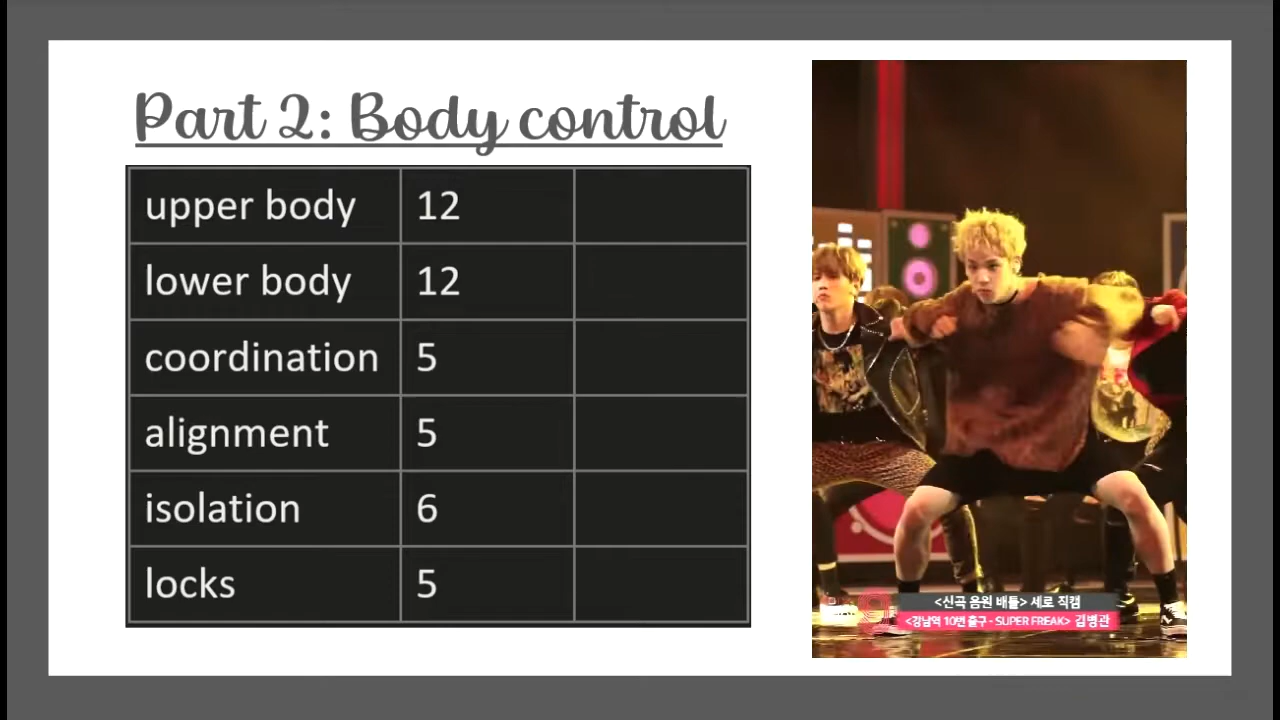 Part 2: Body control
upper body 12
lower body 12
coordination 5
alignment 5
isolation 6
locks 5
<신곡 음원 배틀> 세로 직캠
<강남역 10번 출구 - SUPER FREAK> 김병관